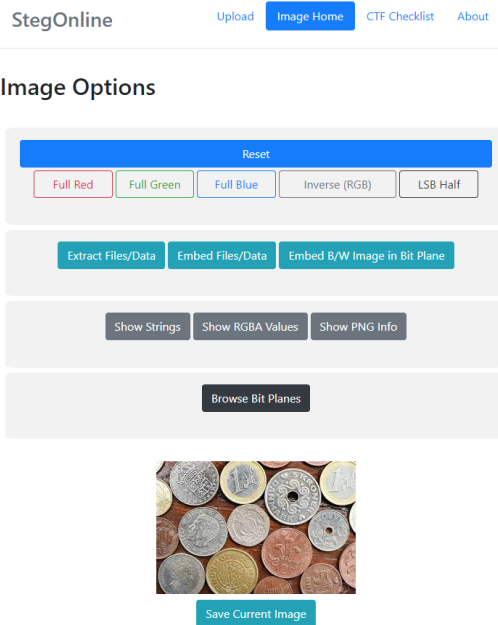 StegOnline Upload Image Home CTF Checklist About
Image Options
Reset
Full Red Full Green Full Blue Inverse (RGB) LSB Half
Extract Files/Data Embed Files/Data Embed B/W Image in Bit Plane
Show Strings Show RGBA Values Show PNG Info
Browse Bit Planes
Save Current Image